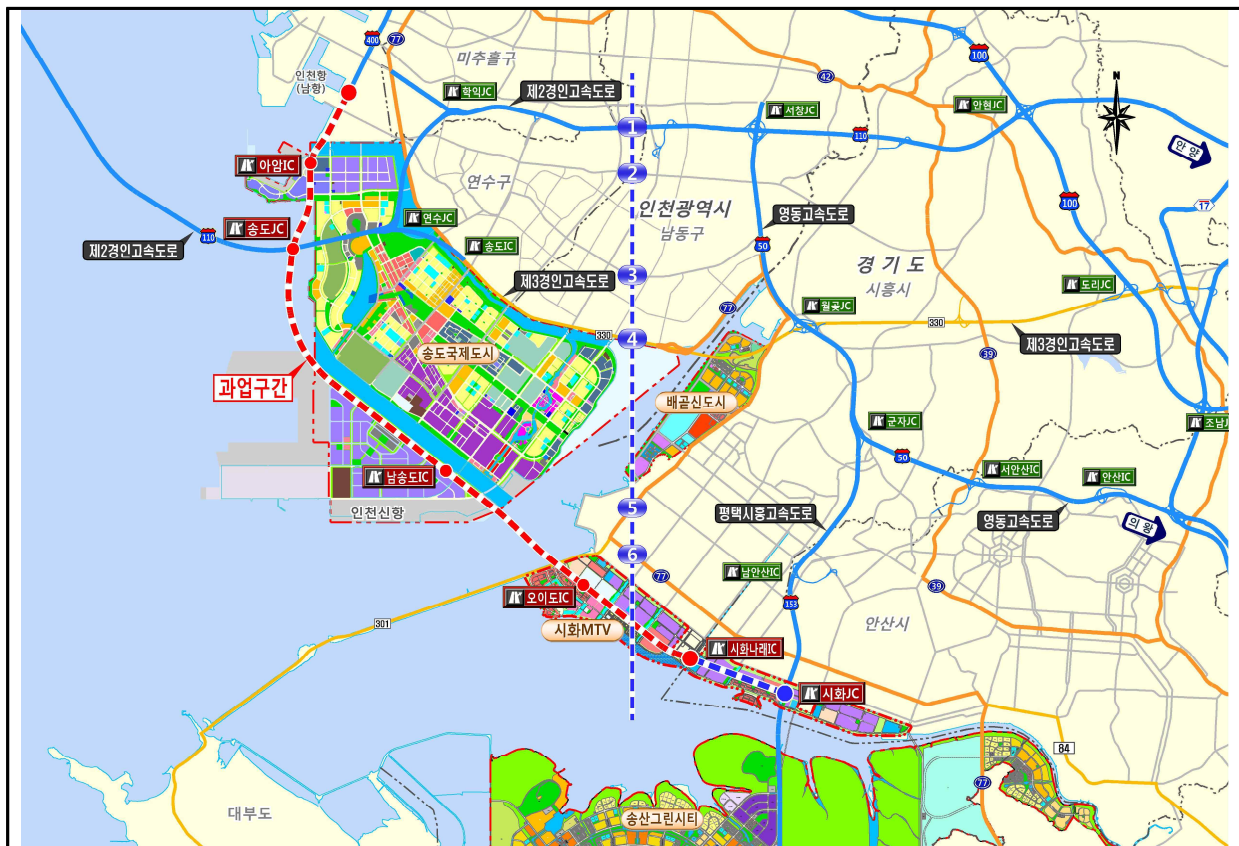 400
77
미추홀구
100
N
인천항
(남항)
42
학익JC
제2경인고속도로
서창JC
안현JC
1
110
안양
아암IC
2
연수구
인천광역시
남동구
영동고속도로
100
17
송도JC
연수JC
110
제2경인고속도로
송도IC
50
경기도
시흥시
제3경인고속도로
3
도리JC
77
월곶JC
330
330
4
제3경인고속도로
39
송도국제도시
과업구간
배곧신도시
군자JC
조남J
50
남송도IC
서안산IC
안산IC
인천신항
5
평택시흥고속도로
영동고속도로
의왕
6
77
남안산IC
39
오이도IC
153
301
시화MTV
안산시
시화나래IC
시화JC
84
77
대부도
송산그린시티